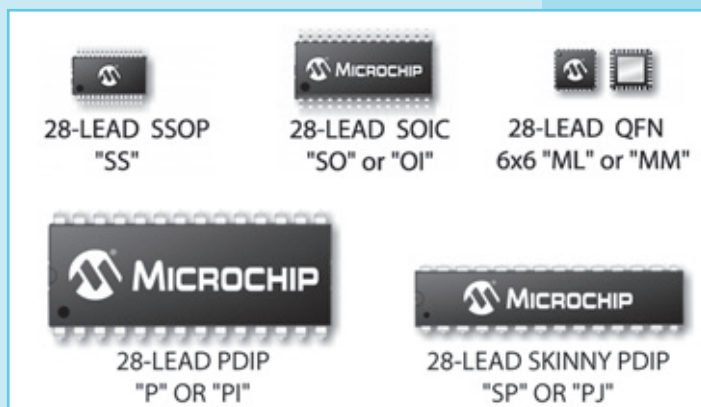 MICROCHIP
28-LEAD SSOP
28-LEAD SOIC
28-LEAD QFN
"SS"
"SO" or "OI"
6x6 "ML" or "MM"
MICROCHIP
MICROCHIP
28-LEAD PDIP
28-LEAD SKINNY PDIP
"P" OR "PI"
"SP" OR "PJ"